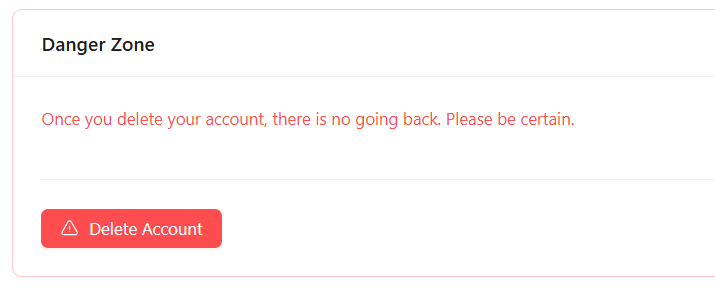 Danger Zone
Once you delete your account, there is no going back. Please be certain.
Delete Account